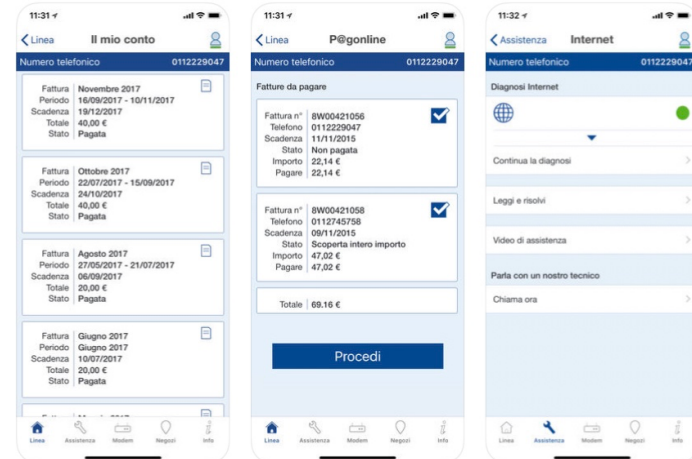 11:31
Linea
Il mio conto
Numero telefonico 0112229047
Fattura Novembre 2017
Periodo 16/09/2017 - 10/11/2017
Scadenza 19/12/2017
Totale 40,00 €
Stato Pagata
Fattura Ottobre 2017
Periodo 22/07/2017 - 15/09/2017
Scadenza 24/10/2017
Totale 40,00 €
Stato Pagata
Fattura Agosto 2017
Periodo 27/05/2017 - 21/07/2017
Scadenza 06/09/2017
Totale 20,00 €
Stato Pagata
Fattura Giugno 2017
Periodo Giugno 2017
Scadenza 10/07/2017
Totale 20,00 €
Stato Pagata
Linea Assistenza Modem Negozi Info
11:31
Linea
P@gonline
Numero telefonico 0112229047
Fatture da pagare
Fattura n° 8W00421056
Telefono 0112229047
Scadenza 11/11/2015
Stato Non pagata
Importo 22,14 €
Pagare 22,14 €
Fattura n° 8W00421058
Telefono 0112745758
Scadenza 09/11/2015
Stato Scoperta intero importo
Importo 47,02 €
Pagare 47,02 €
Totale 69.16 €
Procedi
Linea Assistenza Modem Negozi Info
11:32
Assistenza
Internet
Numero telefonico 0112229047
Diagnosi Internet
Continua la diagnosi
Leggi e risolvi
Video di assistenza
Parla con un nostro tecnico
Chiama ora
Linea Assistenza Modem Negozi Info